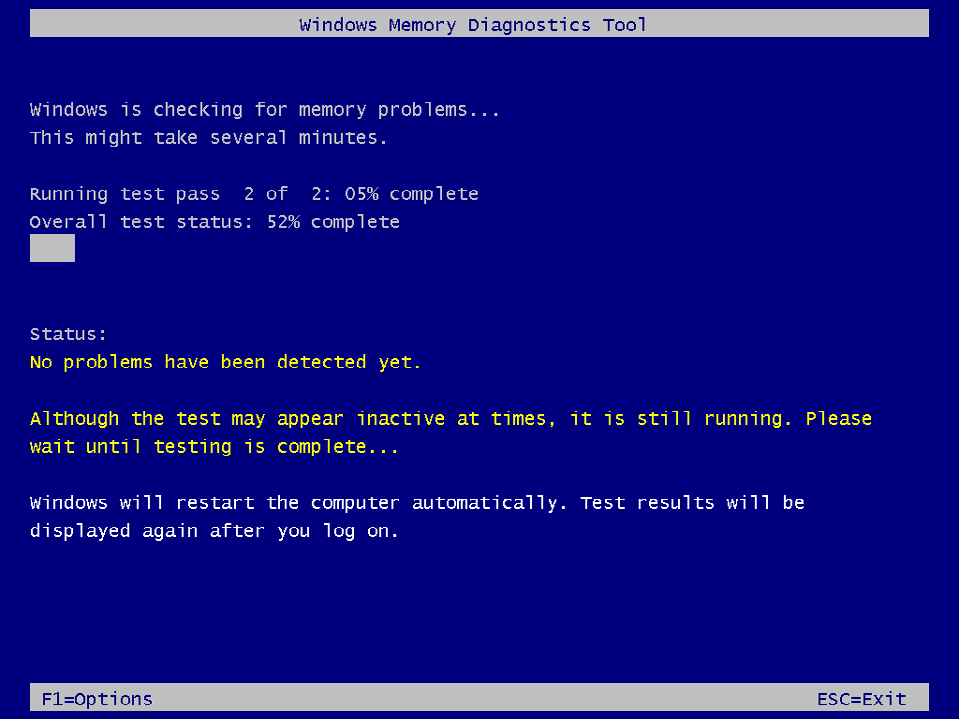 Windows Memory Diagnostics Tool
Windows is checking for memory problems...
This might take several minutes.
Running test pass  2 of  2: 05% complete
Overall test status: 52% complete
Status:
No problems have been detected yet.
Although the test may appear inactive at times, it is still running. Please
wait until testing is complete...
Windows will restart the computer automatically. Test results will be
displayed again after you log on.
F1=Options ESC=Exit